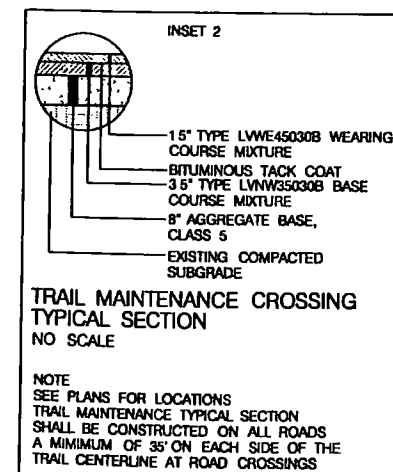 INSET 2
1 5" TYPE LVWE45030B WEARING
COURSE MIXTURE
BITUMINOUS TACK COAT
3 5" TYPE LVNW35030B BASE
COURSE MIXTURE
8" AGGREGATE BASE,
CLASS 5
EXISTING COMPACTED
SUBGRADE
TRAIL MAINTENANCE CROSSING
TYPICAL SECTION
NO SCALE
NOTE
SEE PLANS FOR LOCATIONS
TRAIL MAINTENANCE TYPICAL SECTION
SHALL BE CONSTRUCTED ON ALL ROADS
A MIMIMUM OF 35' ON EACH SIDE OF THE
TRAIL CENTERLINE AT ROAD CROSSINGS